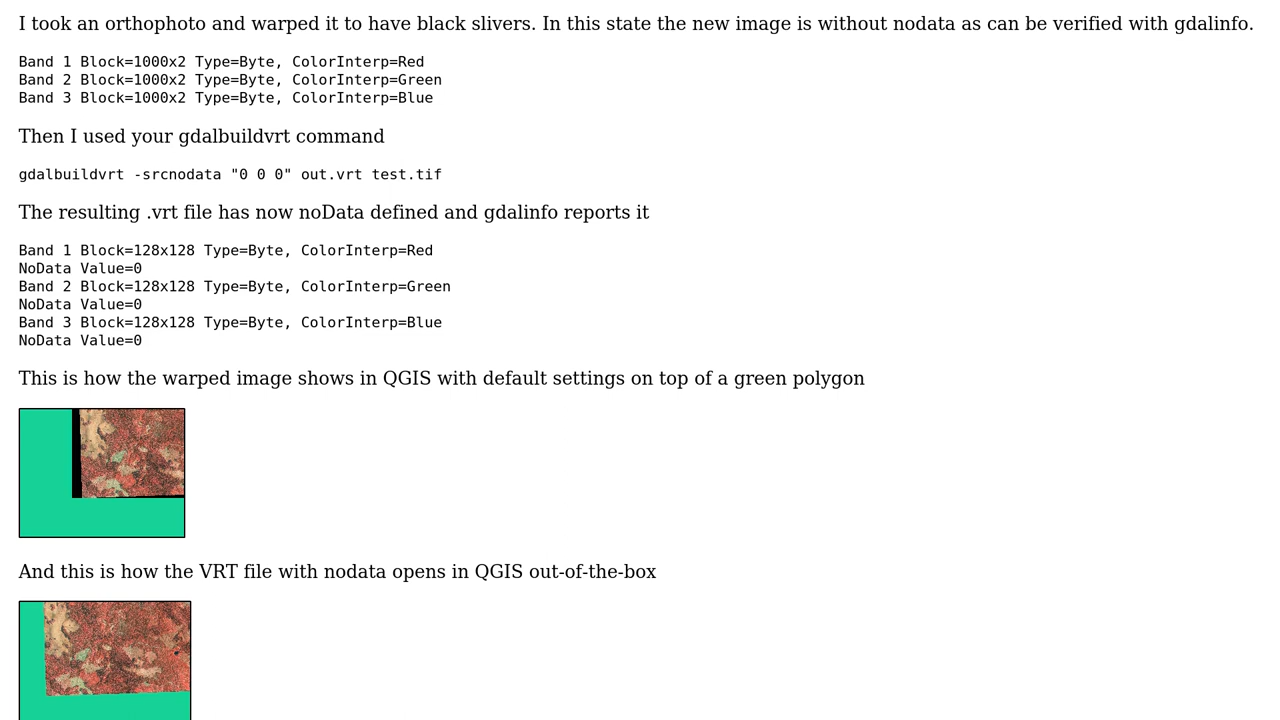 I took an orthophoto and warped it to have black slivers. In this state the new image is without nodata as can be verified with gdalinfo.
Band 1 Block=1000x2 Type=Byte, ColorInterp=Red
Band 2 Block=1000x2 Type=Byte, ColorInterp=Green
Band 3 Block=1000x2 Type=Byte, ColorInterp=Blue
Then I used your gdalbuildvrt command
gdalbuildvrt -srcnodata "0 0 0" out.vrt test.tif
The resulting .vrt file has now noData defined and gdalinfo reports it
Band 1 Block=128x128 Type=Byte, ColorInterp=Red
NoData Value=0
Band 2 Block=128x128 Type=Byte, ColorInterp=Green
NoData Value=0
Band 3 Block=128x128 Type=Byte, ColorInterp=Blue
NoData Value=0
This is how the warped image shows in QGIS with default settings on top of a green polygon
And this is how the VRT file with nodata opens in QGIS out-of-the-box